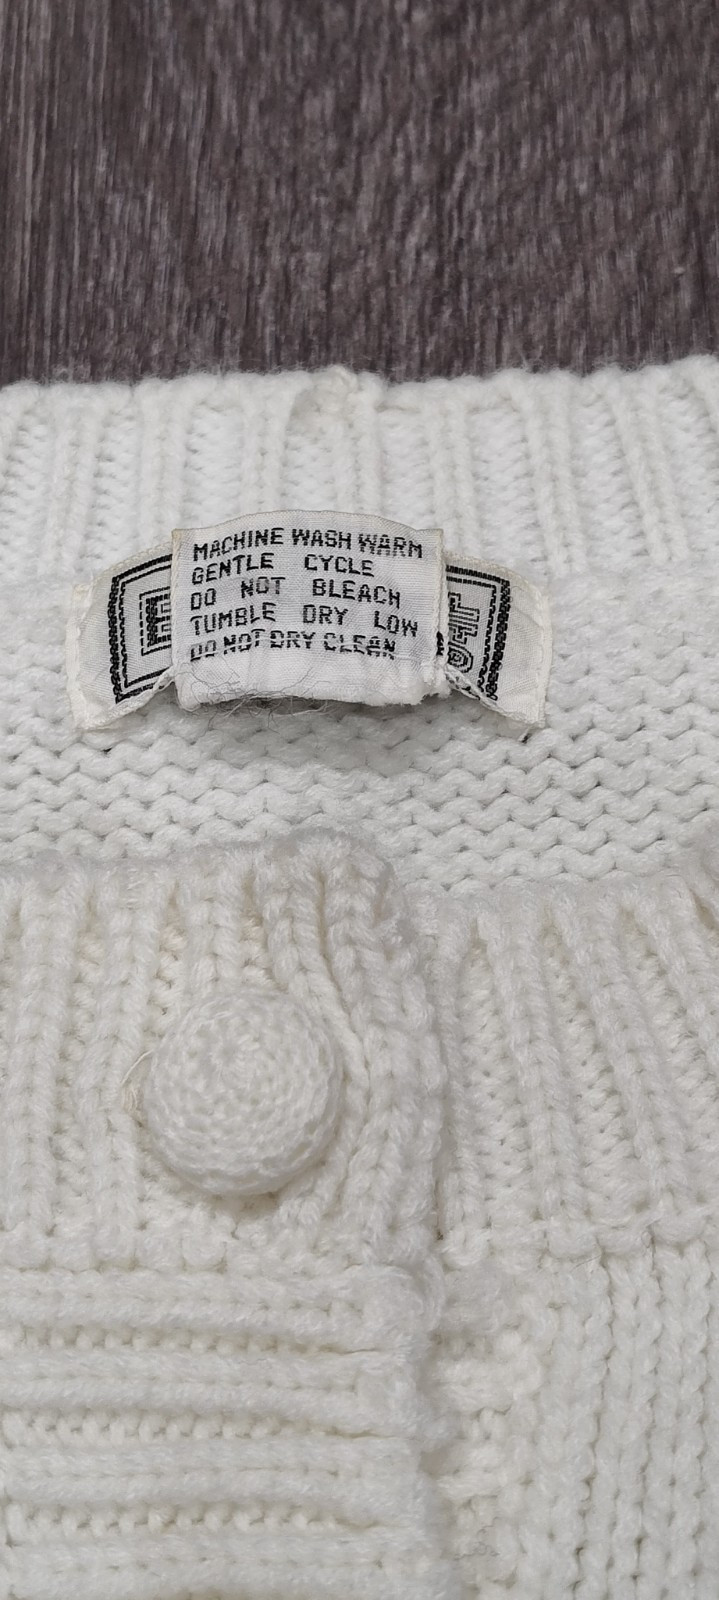 MACHINE WASH WARM
GENTLE CYCLE
DO NOT BLEACH
TUMBLE DRY LOW
DO NOT DRY CLEAN